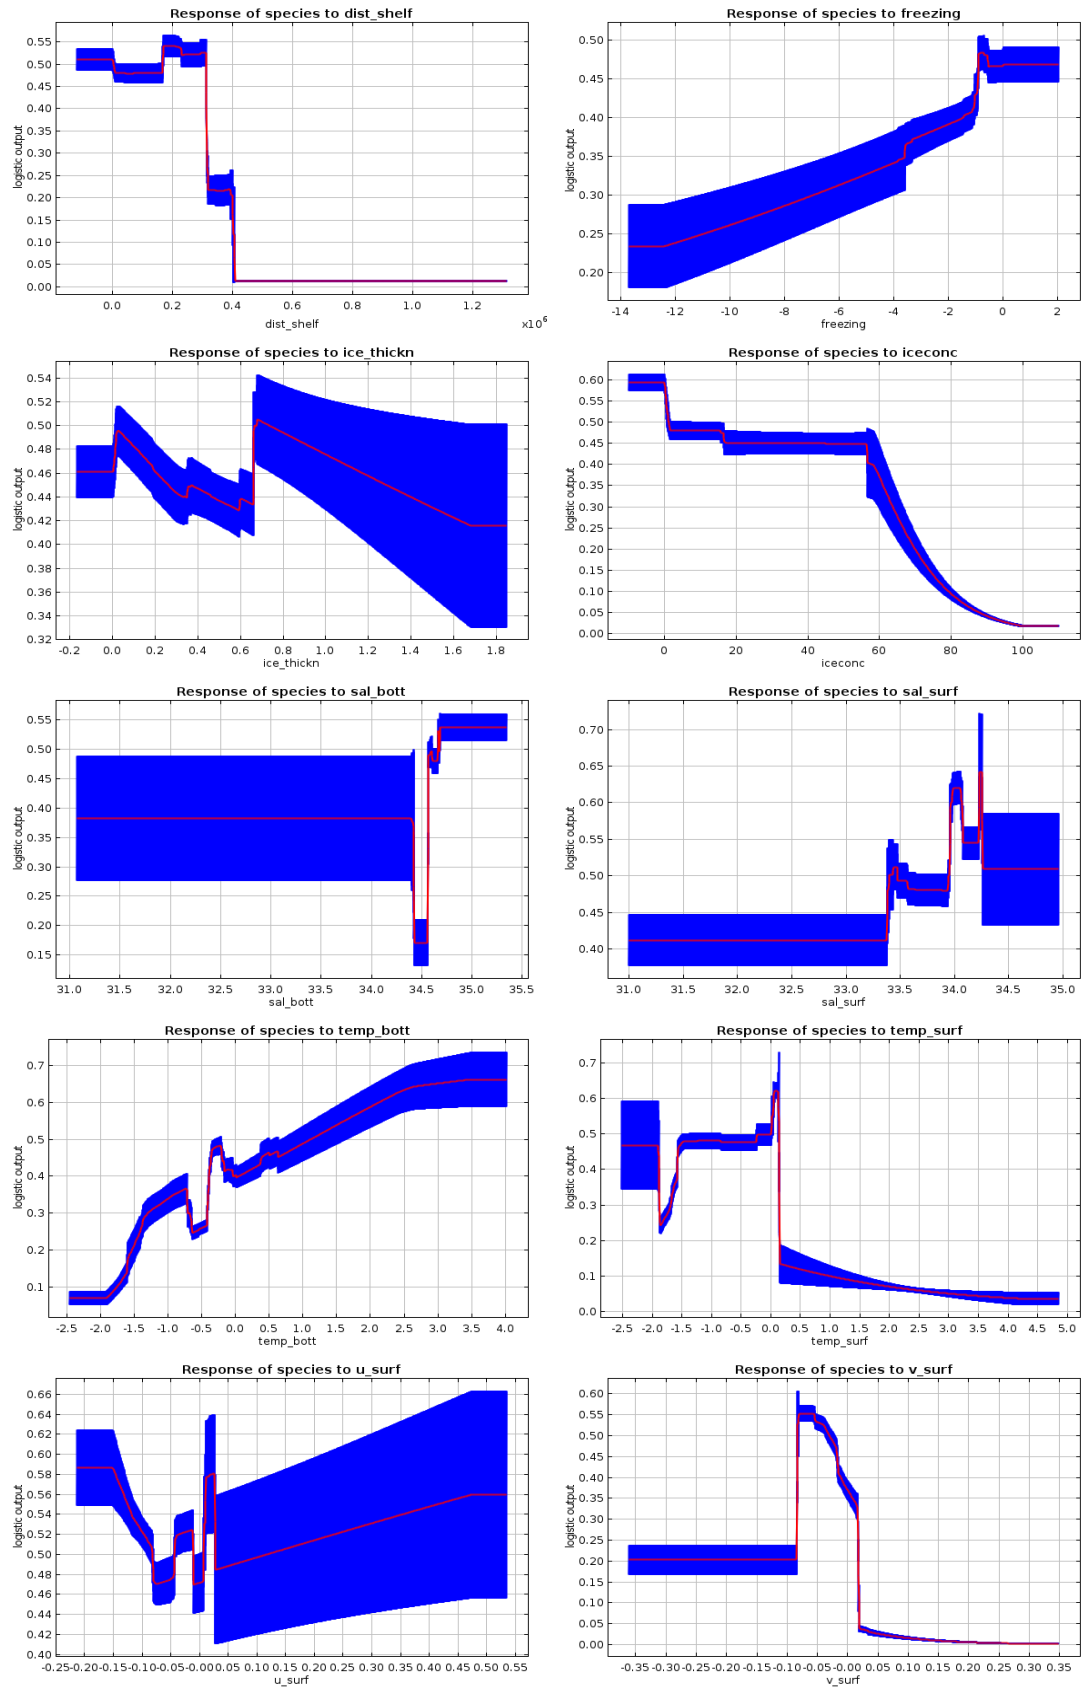 Response of species to dist_shelf
logistic output
0.55
0.50
0.45
0.40
0.35
0.30
0.25
0.20
0.15
0.10
0.05
0.00
0.0 0.2 0.4 0.6 0.8 1.0 1.2
dist_shelf
x10^6
Response of species to freezing
logistic output
0.50
0.45
0.40
0.35
0.30
0.25
0.20
-14 -12 -10 -8 -6 -4 -2 0 2
freezing
Response of species to ice_thickn
logistic output
0.54
0.52
0.50
0.48
0.46
0.44
0.42
0.40
0.38
0.36
0.34
0.32
-0.2 0.0 0.2 0.4 0.6 0.8 1.0 1.2 1.4 1.6 1.8
ice_thickn
Response of species to iceconc
logistic output
0.60
0.55
0.50
0.45
0.40
0.35
0.30
0.25
0.20
0.15
0.10
0.05
0.00
0 20 40 60 80 100
iceconc
Response of species to sal_bott
logistic output
0.55
0.50
0.45
0.40
0.35
0.30
0.25
0.20
0.15
31.0 31.5 32.0 32.5 33.0 33.5 34.0 34.5 35.0 35.5
sal_bott
Response of species to sal_surf
logistic output
0.70
0.65
0.60
0.55
0.50
0.45
0.40
31.0 31.5 32.0 32.5 33.0 33.5 34.0 34.5 35.0
sal_surf
Response of species to temp_bott
logistic output
0.7
0.6
0.5
0.4
0.3
0.2
0.1
-2.5 -2.0 -1.5 -1.0 -0.5 0.0 0.5 1.0 1.5 2.0 2.5 3.0 3.5 4.0
temp_bott
Response of species to temp_surf
logistic output
0.7
0.6
0.5
0.4
0.3
0.2
0.1
0.0
-2.5 -2.0 -1.5 -1.0 -0.5 0.0 0.5 1.0 1.5 2.0 2.5 3.0 3.5 4.0 4.5 5.0
temp_surf
Response of species to u_surf
logistic output
0.66
0.64
0.62
0.60
0.58
0.56
0.54
0.52
0.50
0.48
0.46
0.44
0.42
0.40
-0.25 -0.20 -0.15 -0.10 -0.05 0.00 0.05 0.10 0.15 0.20 0.25 0.30 0.35 0.40 0.45 0.50 0.55
u_surf
Response of species to v_surf
logistic output
0.60
0.55
0.50
0.45
0.40
0.35
0.30
0.25
0.20
0.15
0.10
0.05
0.00
-0.35 -0.30 -0.25 -0.20 -0.15 -0.10 -0.05 -0.00 0.05 0.10 0.15 0.20 0.25 0.30 0.35
v_surf